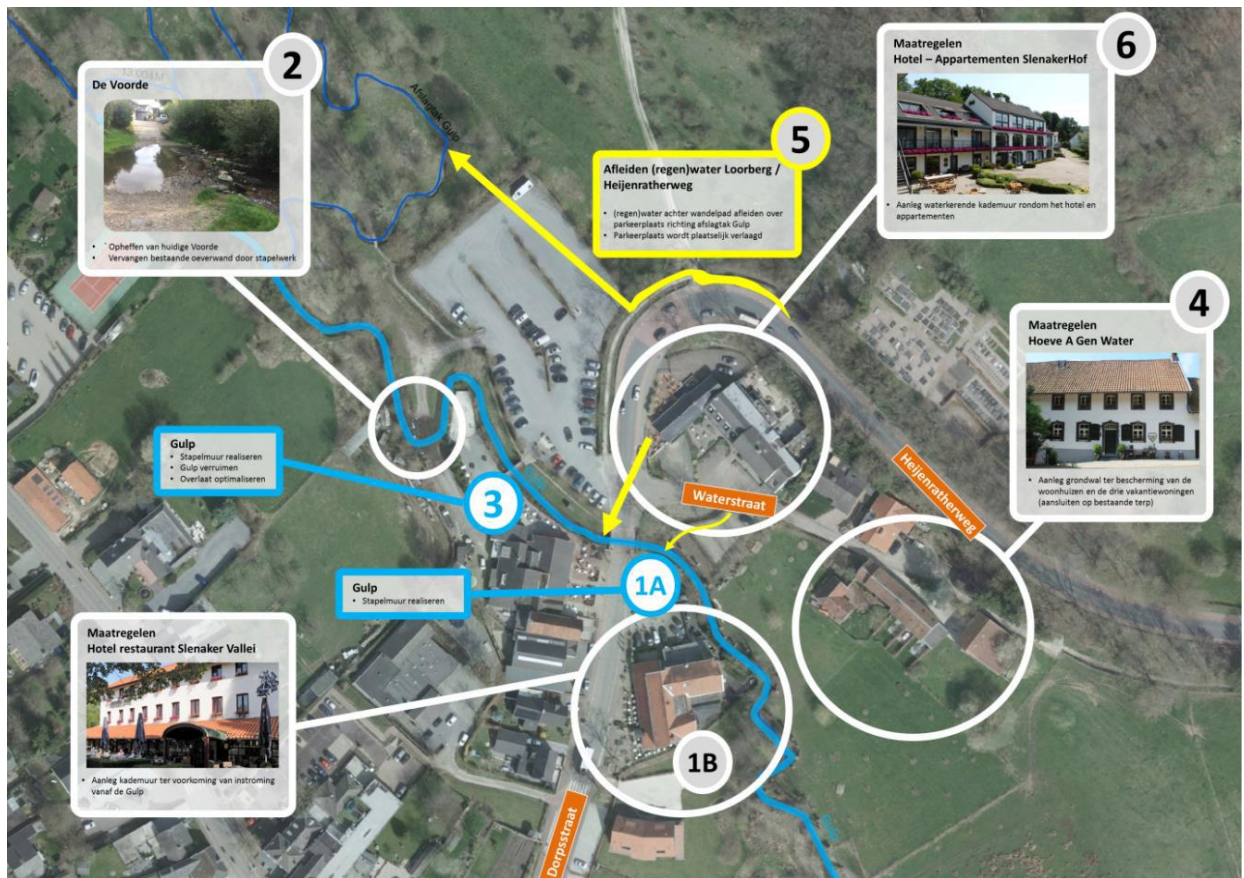 2
De Voorde
` Opheffen van huidige Voorde
Vervangen bestaande oeverwand door stapelwerk
Afslagtak Gulp
5
Afleiden (regen)water Loorberg /
Heijenratherweg
(regen)water achter wandelpad afleiden over
parkeerplaats richting afslagtak Gulp
Parkeerplaats wordt plaatselijk verlaagd
6
Maatregelen
Hotel – Appartementen SlenakerHof
Aanleg waterkerende kademuur rondom het hotel en
appartementen
4
Maatregelen
Hoeve A Gen Water
Aanleg grondwal ter bescherming van de
woonhuizen en de drie vakantiewoningen
(aansluiten op bestaande terp)
Gulp
Stapelmuur realiseren
Gulp verruimen
Overlaat optimaliseren
3
Waterstraat
Heijenratherweg
Gulp
Stapelmuur realiseren
1A
Maatregelen
Hotel restaurant Slenaker Vallei
Aanleg kademuur ter voorkoming van instroming
vanaf de Gulp
1B
Dorpsstraat